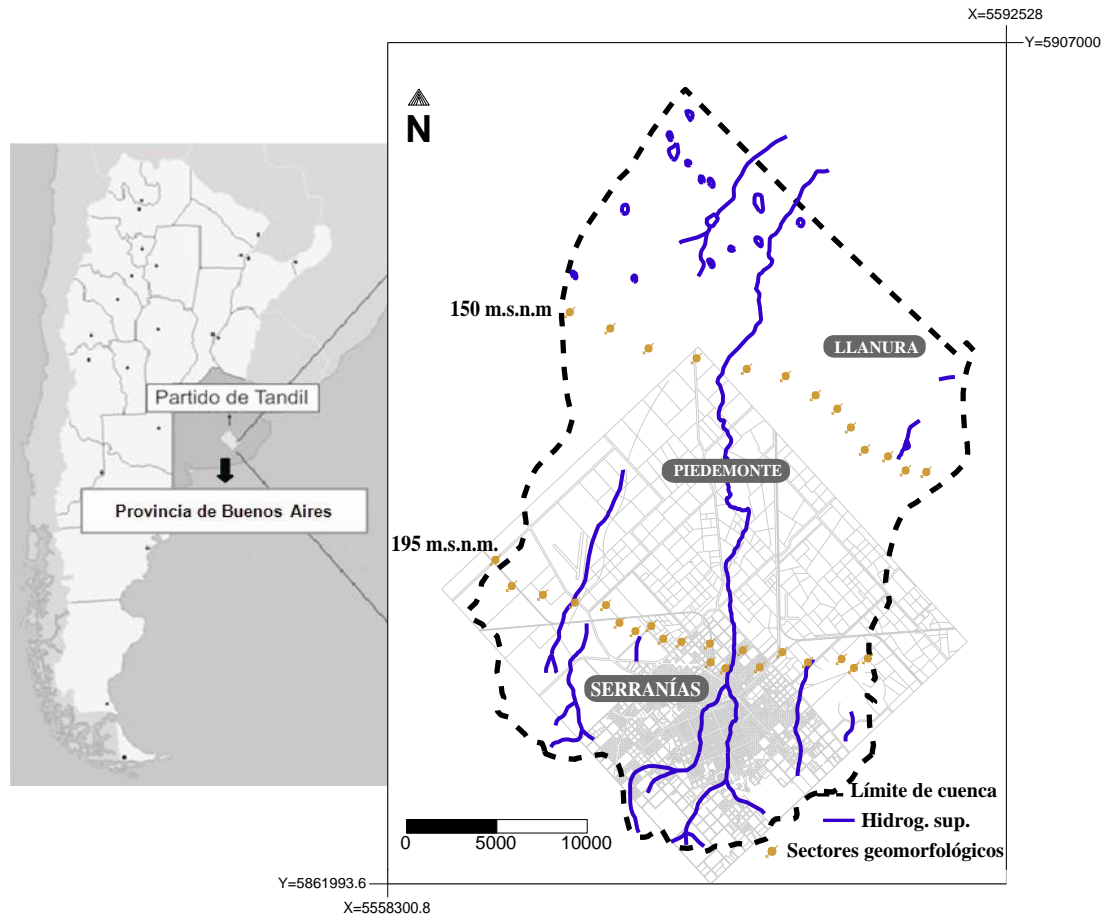 X=5592528
Y=5907000
N
150 m.s.n.m
LLANURA
Partido de Tandil
PIEDEMONTE
Provincia de Buenos Aires
195 m.s.n.m.
SERRANÍAS
Límite de cuenca
Hidrog. sup.
Sectores geomorfológicos
0 5000 10000
Y=5861993.6
X=5558300.8